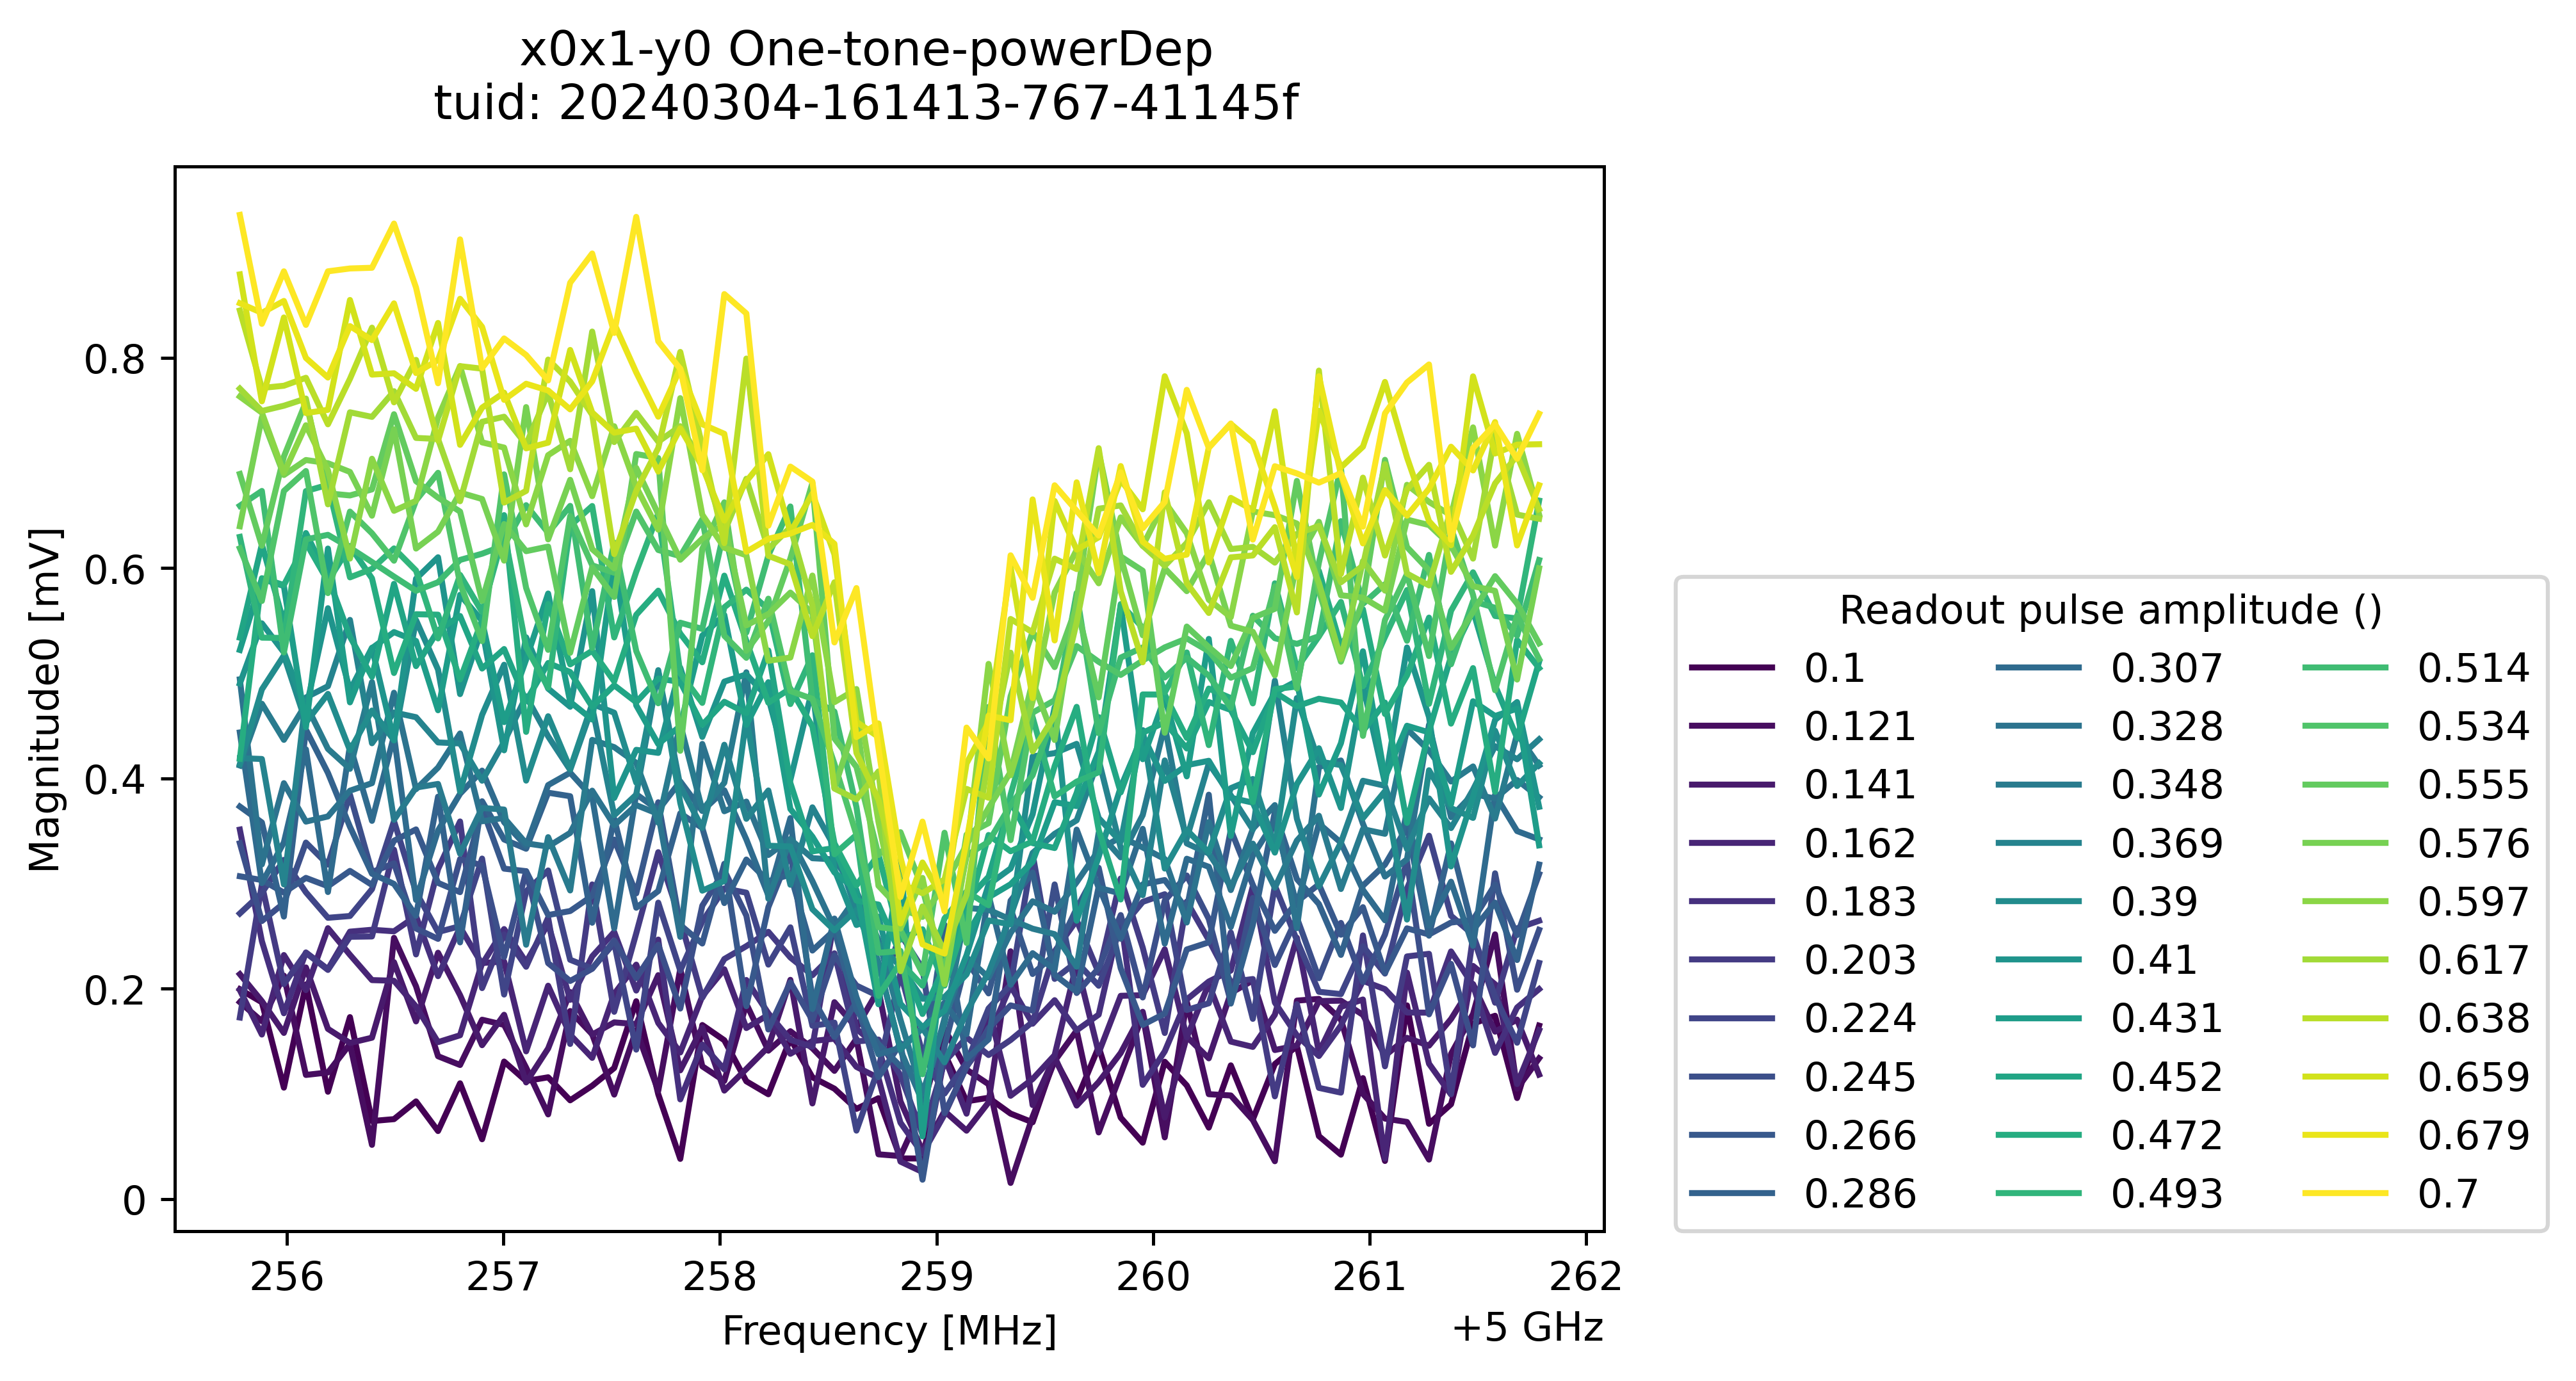 x0x1-y0 One-tone-powerDep
tuid: 20240304-161413-767-41145f
Magnitude0 [mV]
0.8
0.6
0.4
0.2
0
256 257 258 259 260 261 262
Frequency [MHz]
+5 GHz
Readout pulse amplitude ()
0.1 0.307 0.514
0.121 0.328 0.534
0.141 0.348 0.555
0.162 0.369 0.576
0.183 0.39 0.597
0.203 0.41 0.617
0.224 0.431 0.638
0.245 0.452 0.659
0.266 0.472 0.679
0.286 0.493 0.7